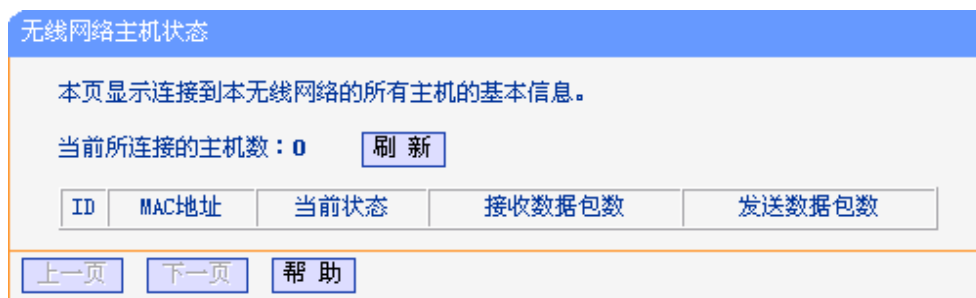 无线网络主机状态
本页显示连接到本无线网络的所有主机的基本信息。
当前所连接的主机数：0 刷 新
ID MAC地址 当前状态 接收数据包数 发送数据包数
上一页 下一页 帮 助